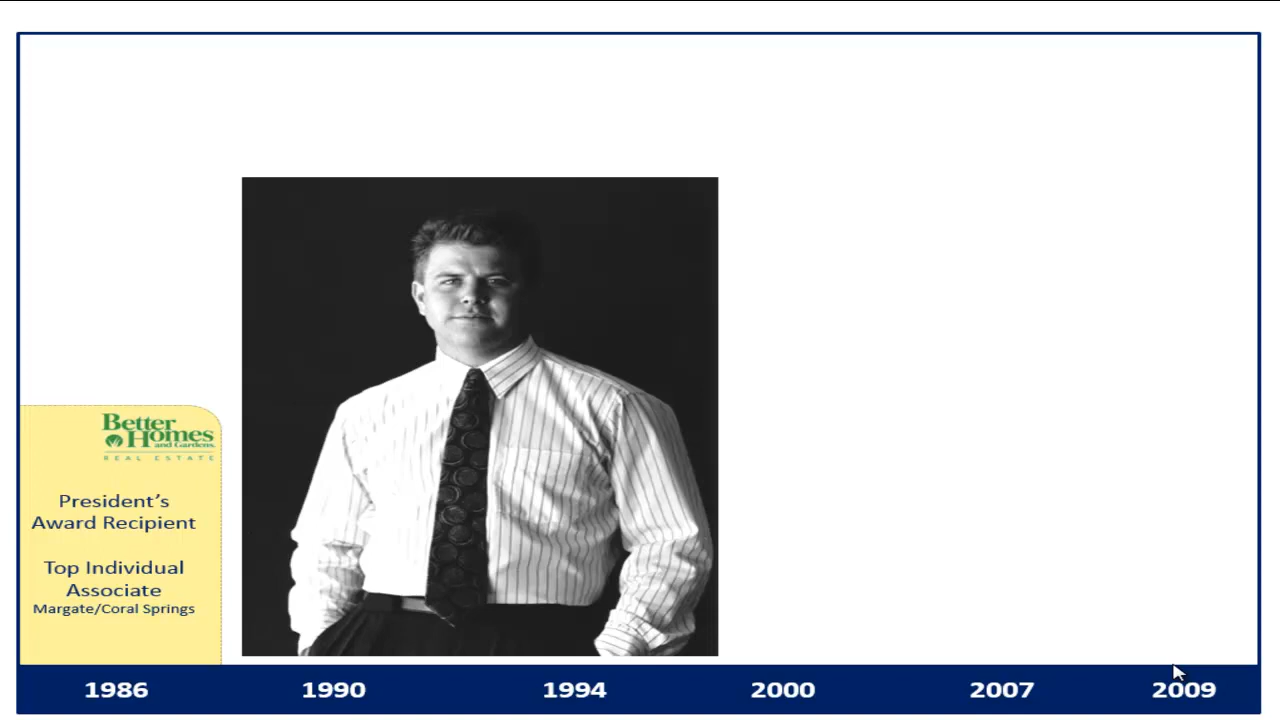 Better
Homes
and Gardens.
REAL ESTATE
President's
Award Recipient
Top Individual
Associate
Margate/Coral Springs
1986 1990 1994 2000 2007 2009